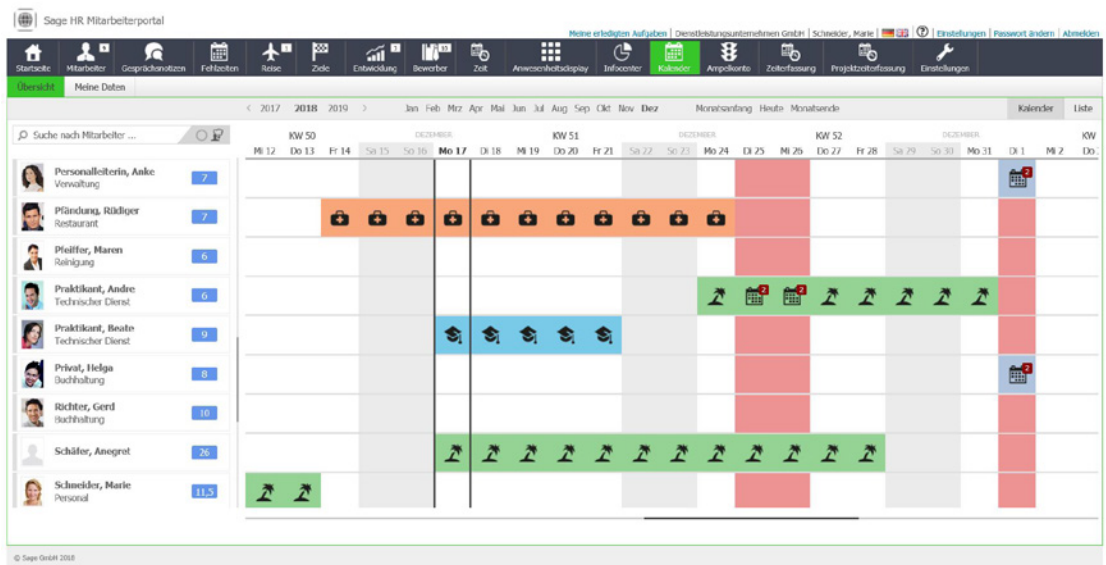 Sage HR Mitarbeiterportal
Meine erledigten Aufgaben | Dienstleistungsunternehmen GmbH | Schneider, Marie | | Einstellungen | Passwort ändern | Abmelden
Startseite Mitarbeiter Gesprächsnotizen Fehlzeiten Reise Ziele Entwicklung Bewerber Zeit Anwesenheitsdisplay Infocenter Kalender Ampelkonto Zeiterfassung Projektzeiterfassung Einstellungen
Übersicht Meine Daten
< 2017 2018 2019 > Jan Feb Mrz Apr Mai Jun Jul Aug Sep Okt Nov Dez Monatsanfang Heute Monatsende Kalender Liste
Suche nach Mitarbeiter ...
KW 50 DEZEMBER KW 51 DEZEMBER KW 52 DEZEMBER KW
Mi 12 Do 13 Fr 14 Sa 15 So 16 Mo 17 Di 18 Mi 19 Do 20 Fr 21 Sa 22 So 23 Mo 24 Di 25 Mi 26 Do 27 Fr 28 Sa 29 So 30 Mo 31 Di 1 Mi 2 Do
Personalleiterin, Anke
Verwaltung
7
2
Pfändung, Rüdiger
Restaurant
7
Pfeiffer, Maren
Reinigung
6
Praktikant, Andre
Technischer Dienst
6
2 2
Praktikant, Beate
Technischer Dienst
9
Privat, Helga
Buchhaltung
8
2
Richter, Gerd
Buchhaltung
10
Schäfer, Anegret
26
Schneider, Marie
Personal
11,5
© Sage GmbH 2018